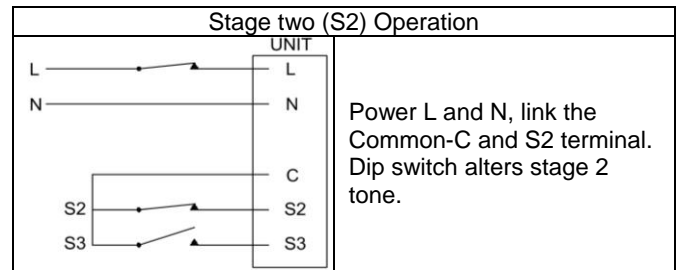 Stage two (S2) Operation
UNIT
L L
N N
C
S2 S2
S3 S3
Power L and N, link the
Common-C and S2 terminal.
Dip switch alters stage 2
tone.